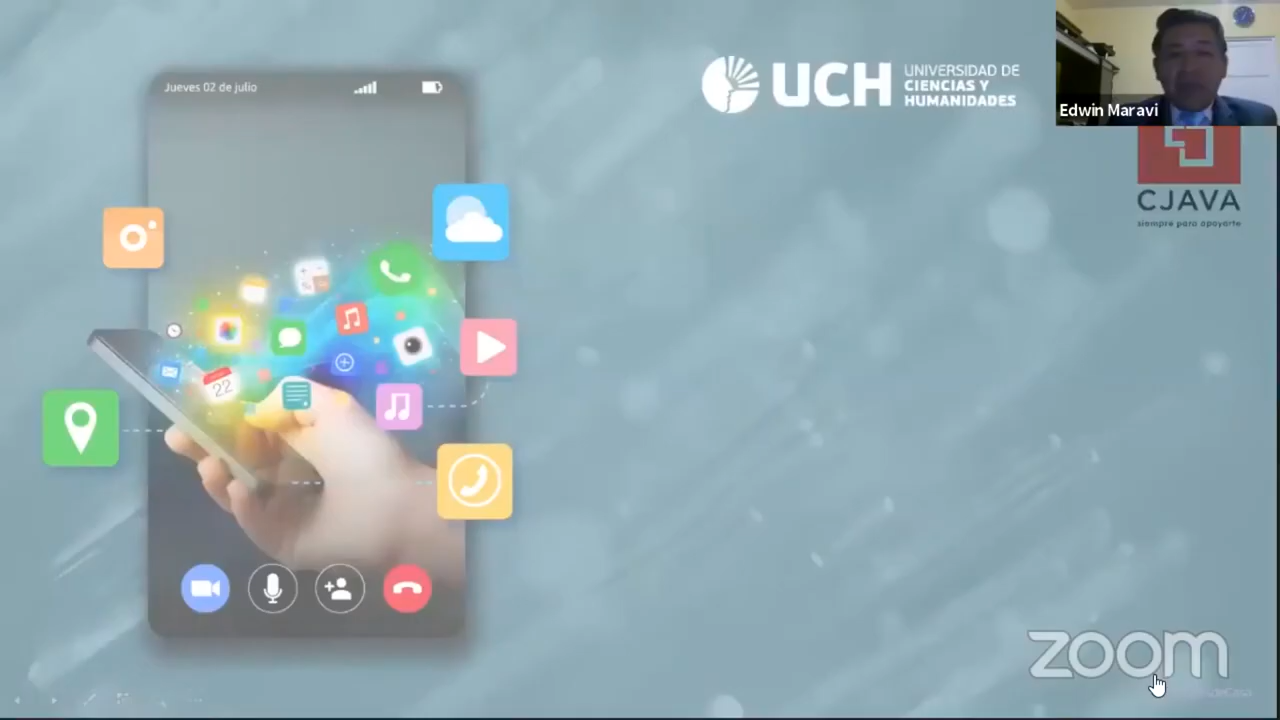 Jueves 02 de julio
UCH
UNIVERSIDAD DE
CIENCIAS Y
HUMANIDADES
Edwin Maravi
CJAVA
siempre para apoyarte
22
zoom